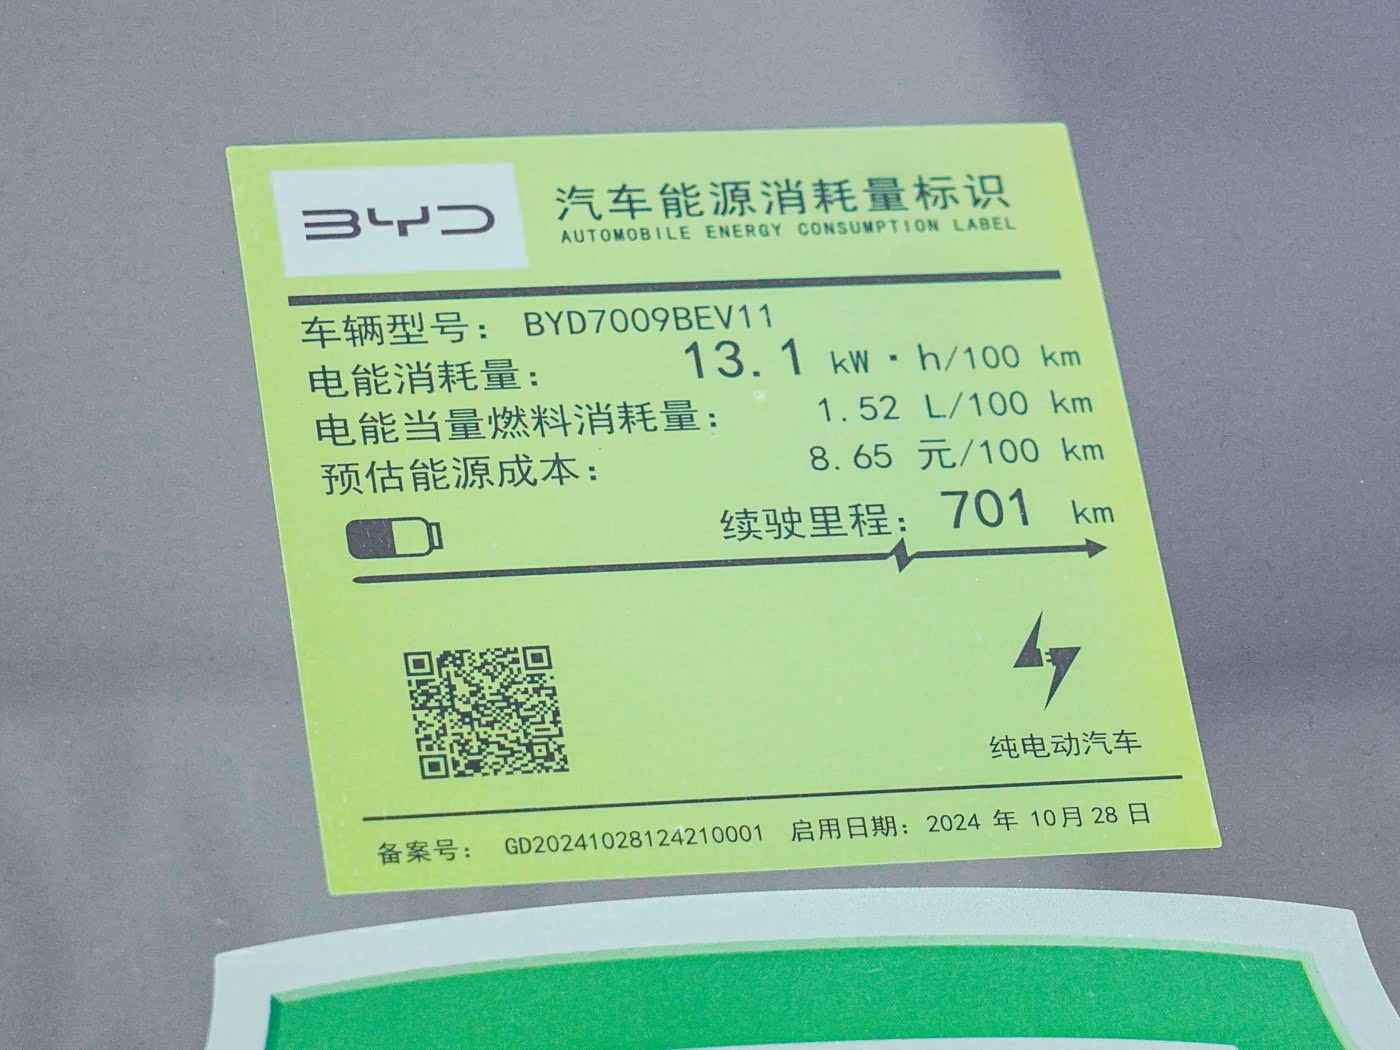 BYD
汽车能源消耗量标识
AUTOMOBILE ENERGY CONSUMPTION LABEL
车辆型号： BYD7009BEV11
电能消耗量： 13.1 kW·h/100 km
电能当量燃料消耗量： 1.52 L/100 km
预估能源成本： 8.65 元/100 km
续驶里程： 701 km
纯电动汽车
备案号： GD20241028124210001 启用日期：2024 年 10月28 日